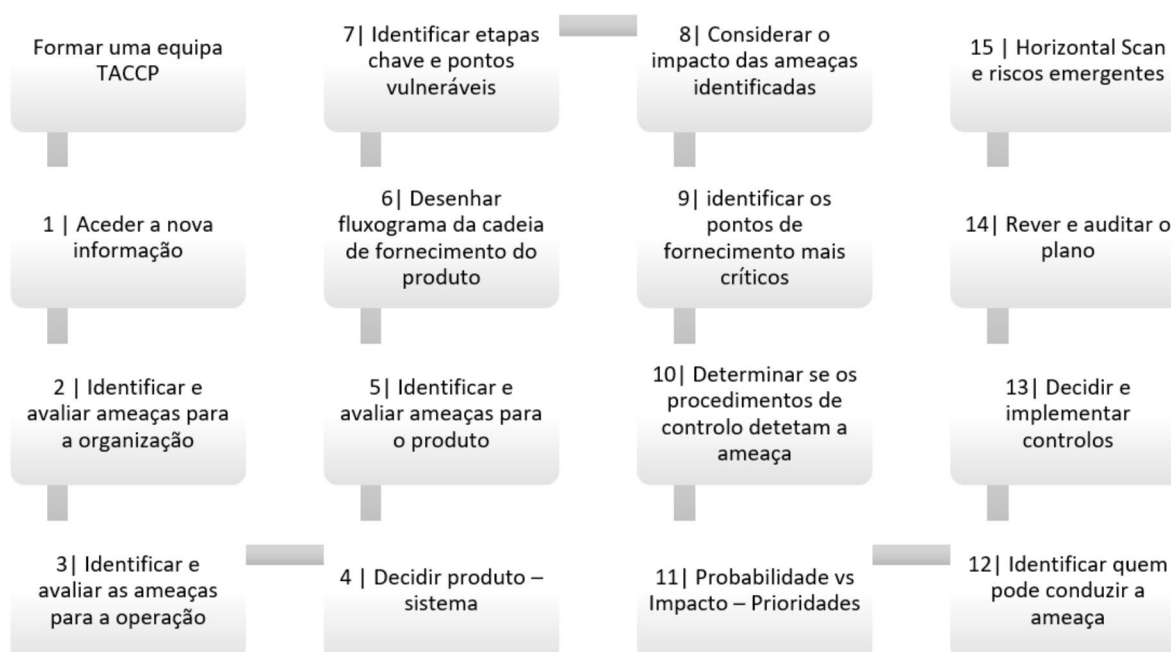 Formar uma equipa
TACCP
1 | Aceder a nova
informação
2 | Identificar e
avaliar ameaças para
a organização
3| Identificar e
avaliar as ameaças
para a operação
4 | Decidir produto –
sistema
5| Identificar e
avaliar ameaças para
o produto
6| Desenhar
fluxograma da cadeia
de fornecimento do
produto
7| Identificar etapas
chave e pontos
vulneráveis
8| Considerar o
impacto das ameaças
identificadas
9| identificar os
pontos de
fornecimento mais
críticos
10| Determinar se os
procedimentos de
controlo detetam a
ameaça
11| Probabilidade vs
Impacto – Prioridades
12| Identificar quem
pode conduzir a
ameaça
13| Decidir e
implementar
controlos
14| Rever e auditar o
plano
15 | Horizontal Scan
e riscos emergentes